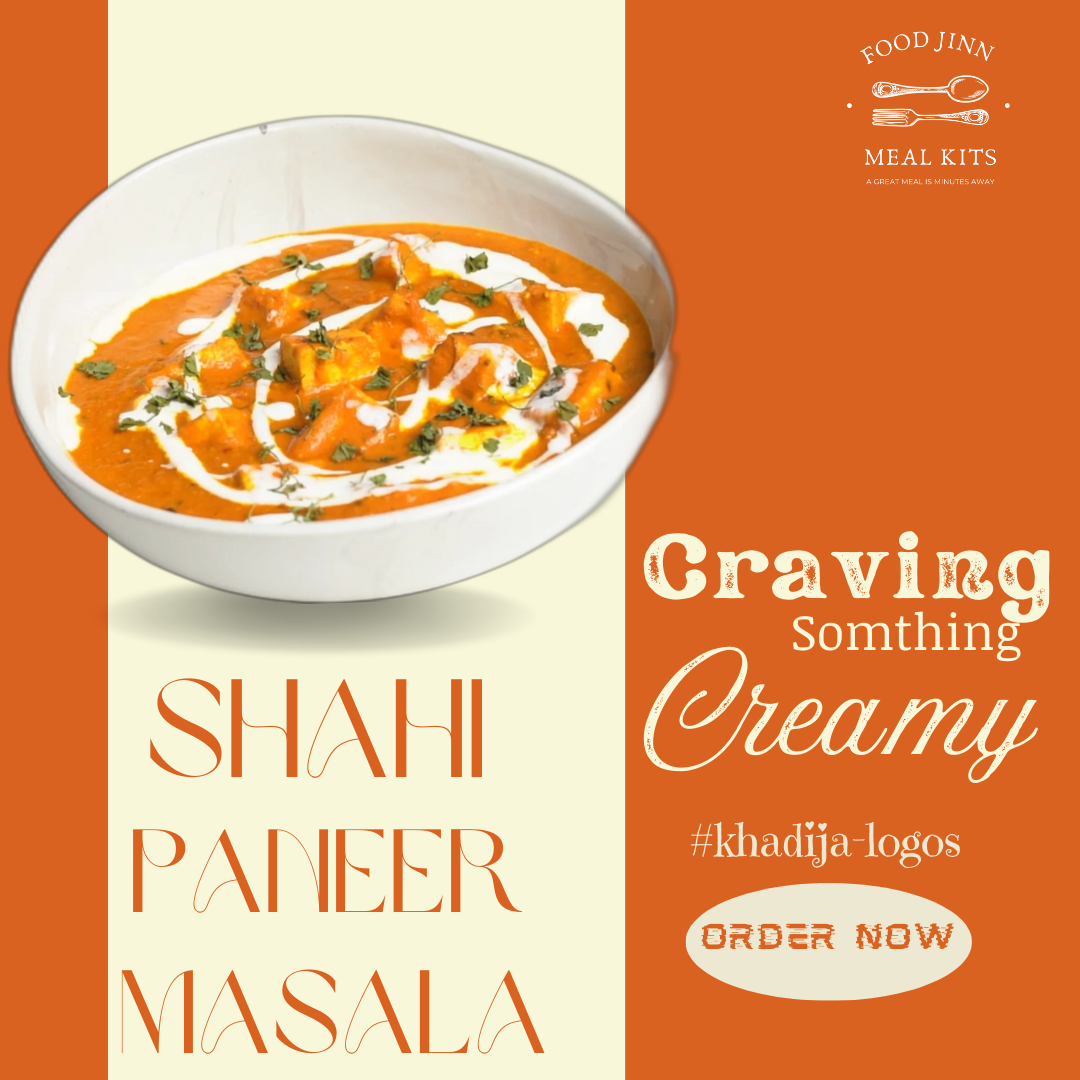 FOOD JINN
MEAL KITS
A GREAT MEAL IS MINUTES AWAY
Craving
Somthing
Creamy
#khadija-logos
ORDER NOW
SHAHI
PANEER
MASALA